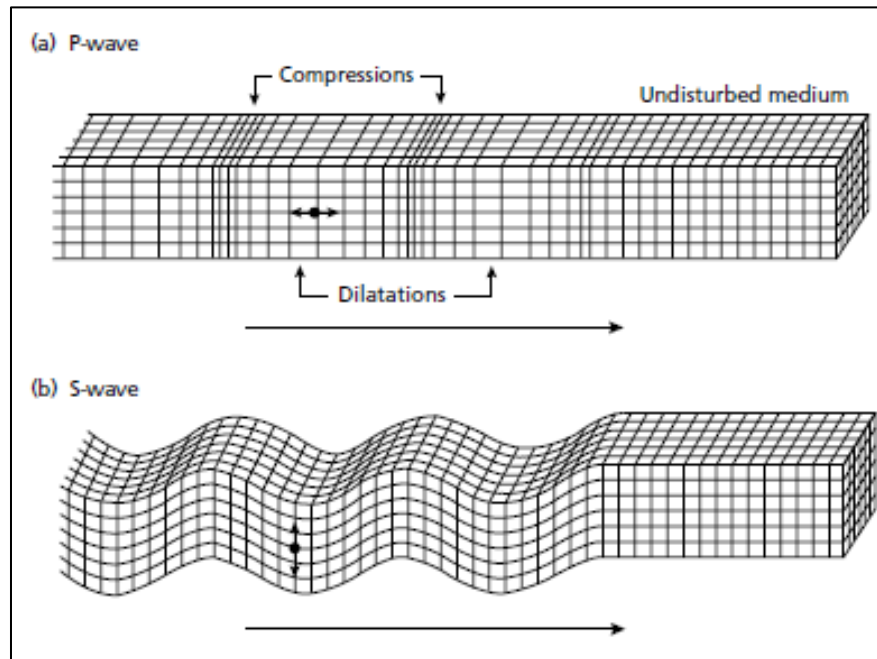 (a) P-wave
Compressions
Undisturbed medium
Dilatations
(b) S-wave